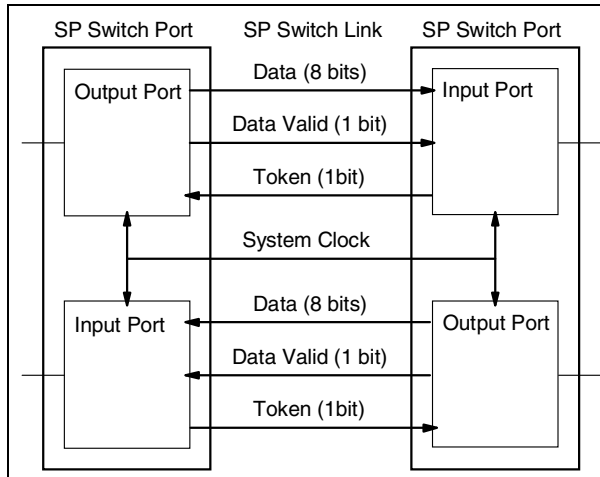 SP Switch Port SP Switch Link SP Switch Port
Data (8 bits)
Output Port
Input Port
Data Valid (1 bit)
Token (1bit)
System Clock
Data (8 bits)
Input Port
Output Port
Data Valid (1 bit)
Token (1bit)